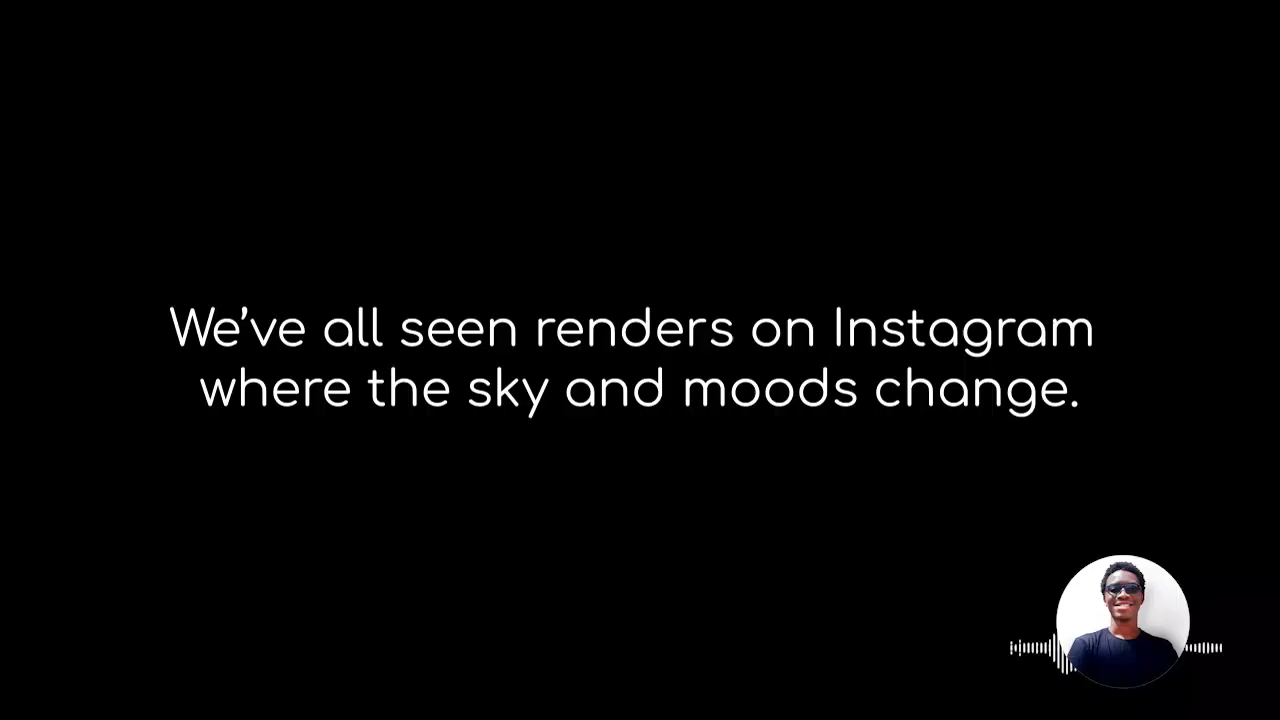 We’ve all seen renders on Instagram
where the sky and moods change.